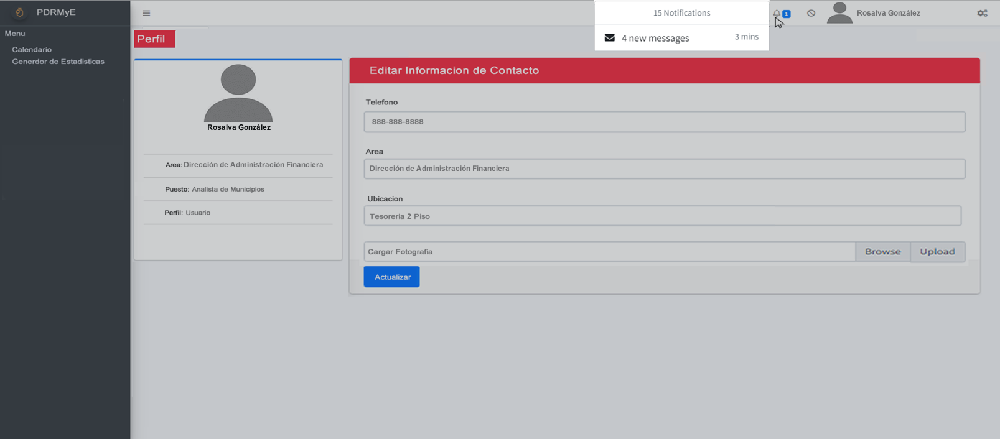 PDRMyE
15 Notifications
1
Rosalva González
Menu
4 new messages
3 mins
Perfil
Calendario
Generdor de Estadisticas
Editar Informacion de Contacto
Rosalva González
Area: Dirección de Administración Financiera
Puesto: Analista de Municipios
Perfil: Usuario
Telefono
888-888-8888
Area
Dirección de Administración Financiera
Ubicacion
Tesoreria 2 Piso
Cargar Fotografia
Browse
Upload
Actualizar